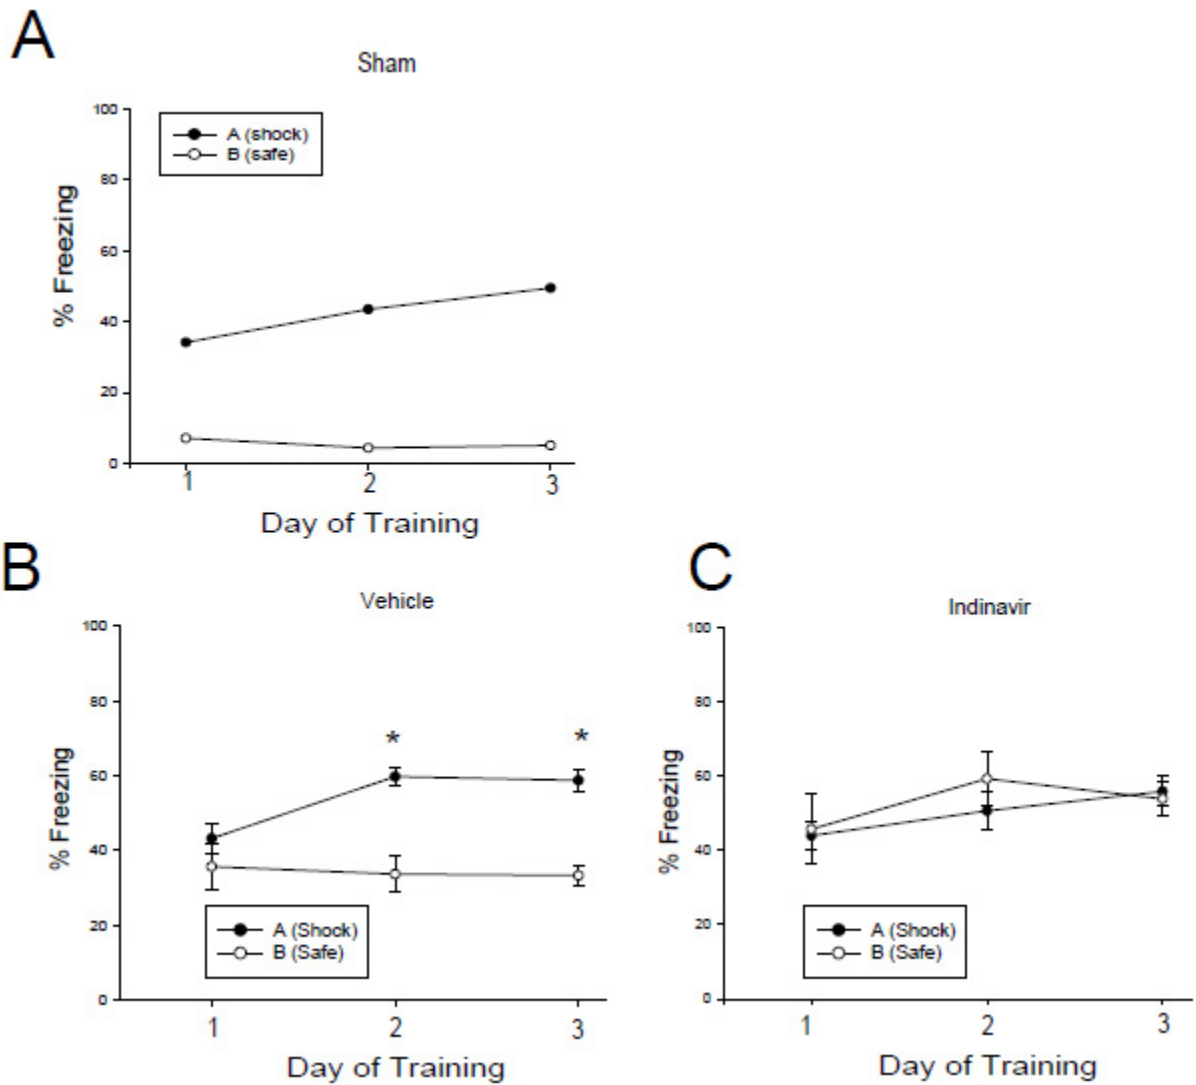 A
Sham
100
A (shock)
B (safe)
80
60
40
20
0
% Freezing
1 2 3
Day of Training
B
Vehicle
100
80
* *
60
40
20
0
% Freezing
A (Shock)
B (Safe)
1 2 3
Day of Training
C
Indinavir
100
80
60
40
20
0
% Freezing
A (Shock)
B (Safe)
1 2 3
Day of Training